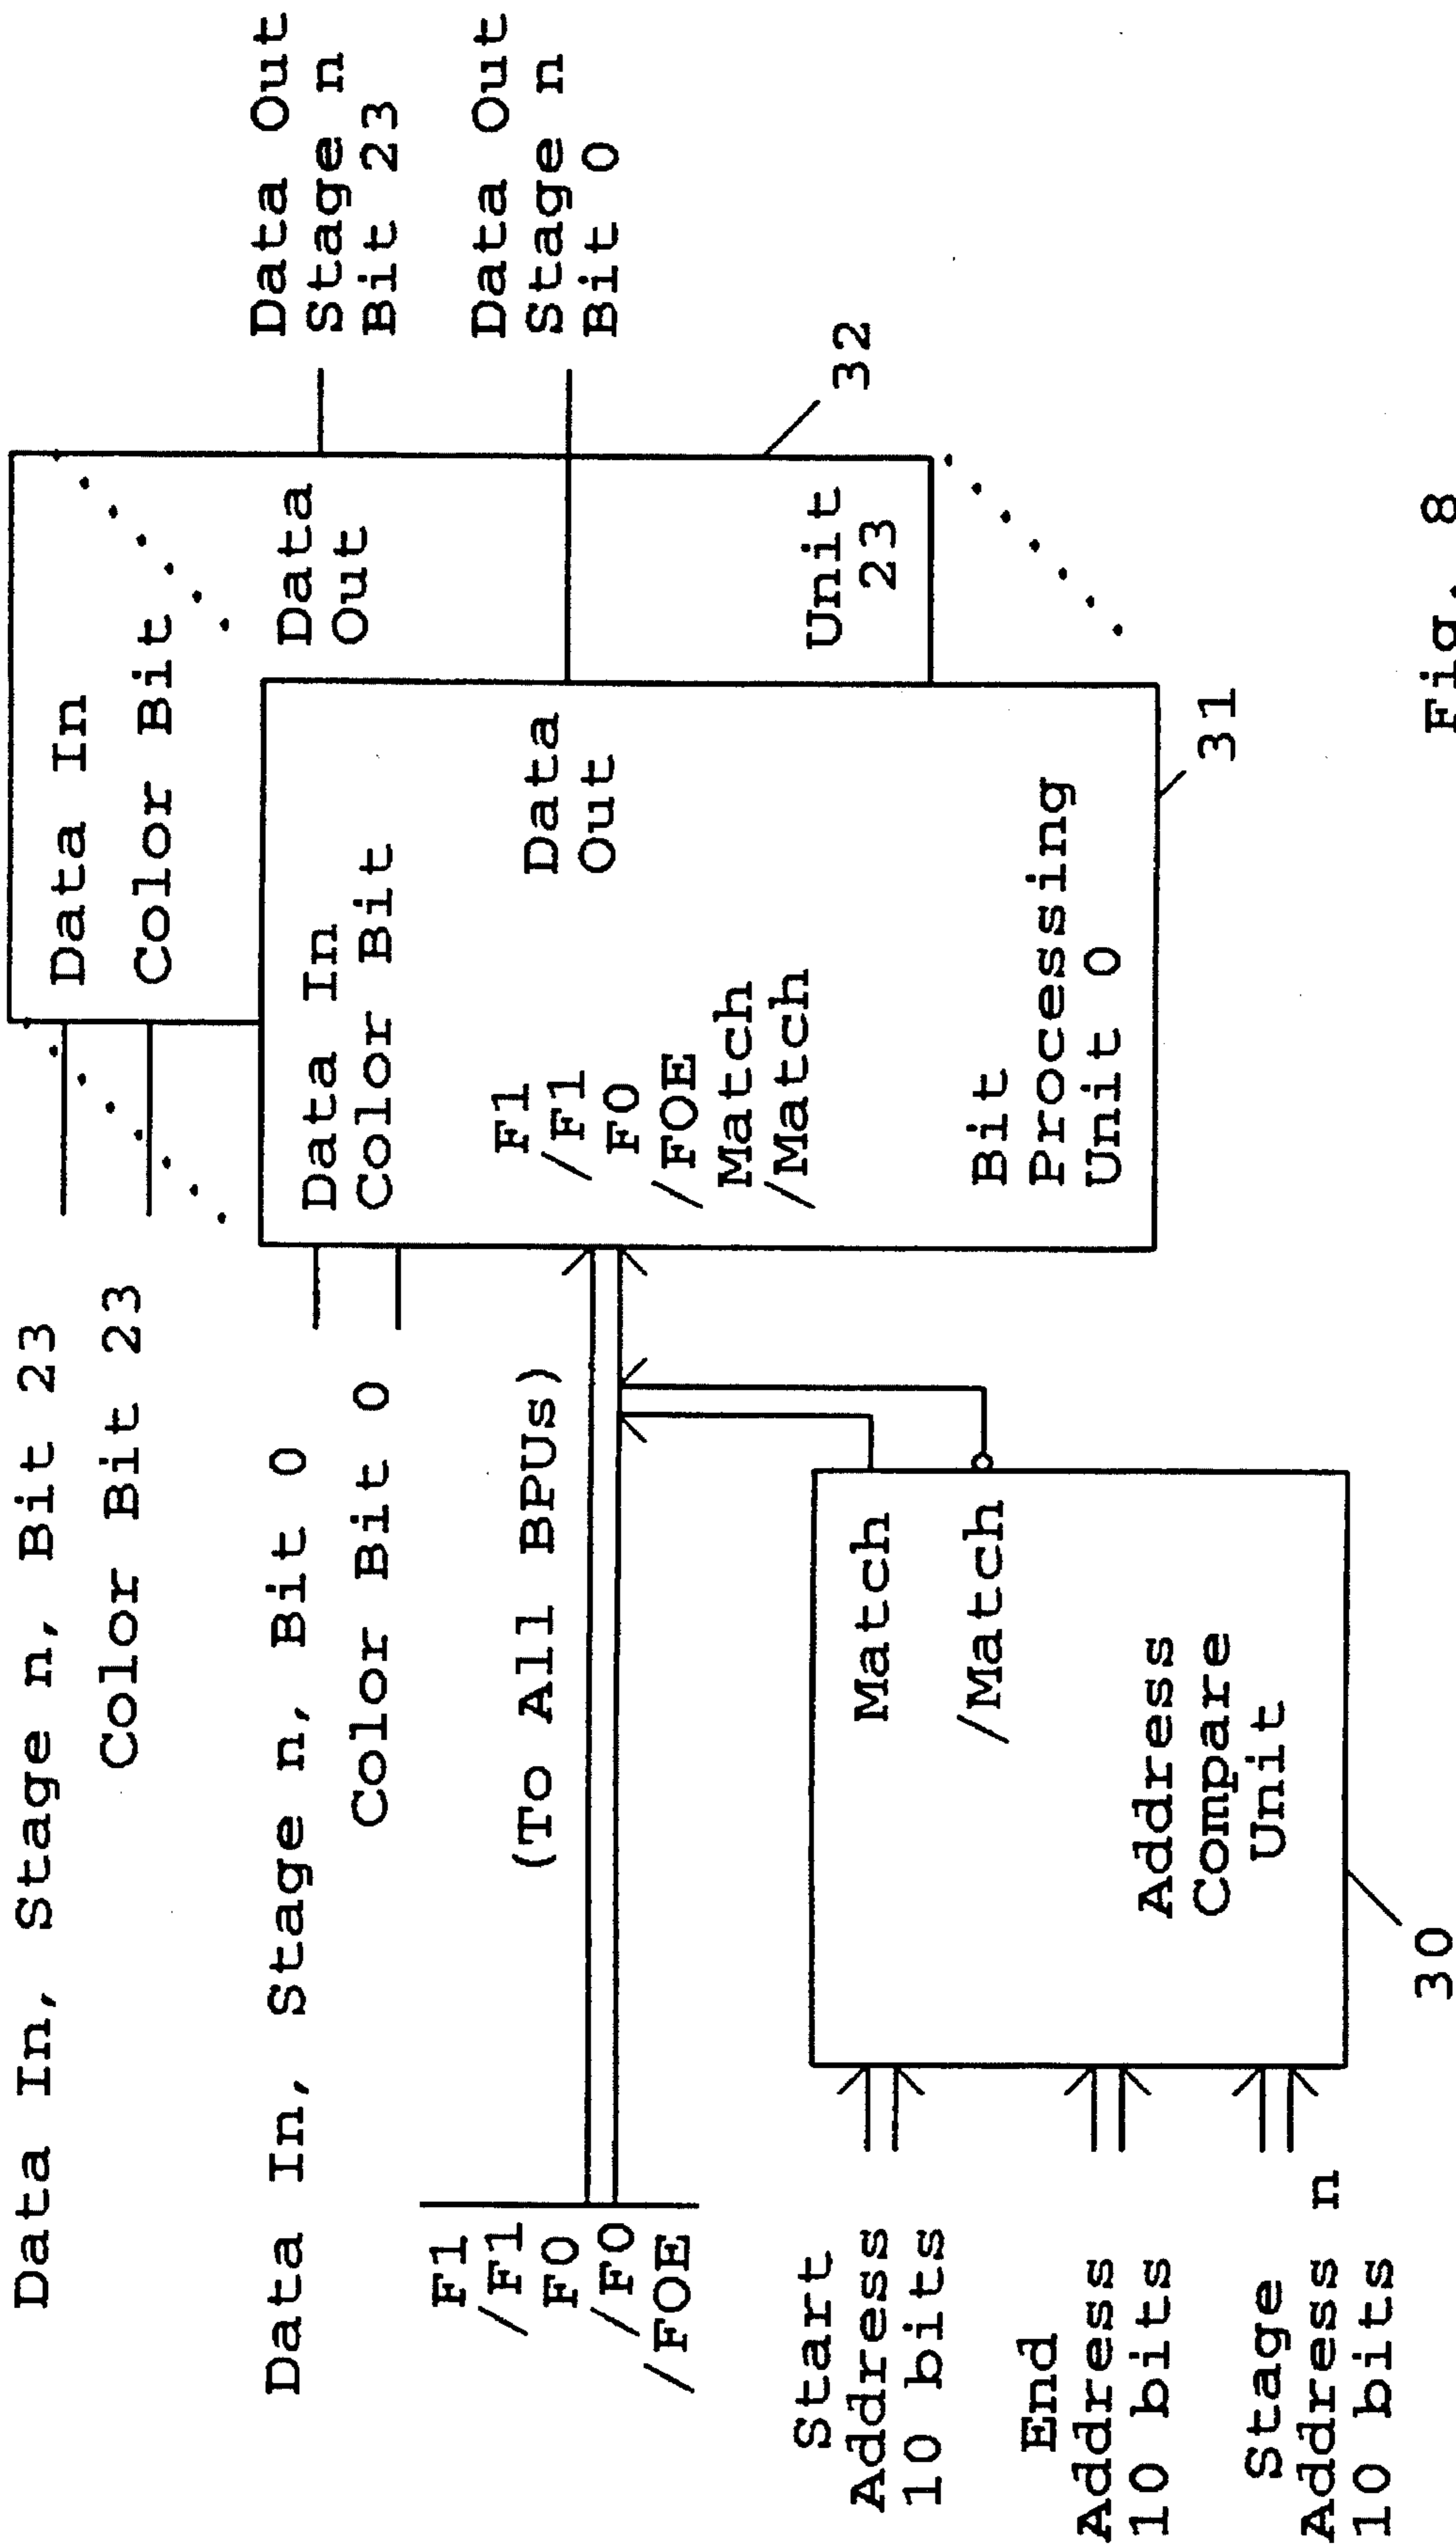 Data In, Stage n, Bit 23
Color Bit 23
Data In, Stage n, Bit 0
Color Bit 0
(To All BPUs)
F1
/F1
F0
/F0
/FOE
Start
Address
10 bits
End
Address
10 bits
Stage
Address n
10 bits
Match
/Match
Address
Compare
Unit
30
Data In
Color Bit
Data
Out
Unit
23
32
Data In
Color Bit
F1
/F1
F0
/FOE
Match
/Match
Data
Out
Bit
Processing
Unit 0
31
Data Out
Stage n
Bit 23
Data Out
Stage n
Bit 0
Fig. 8